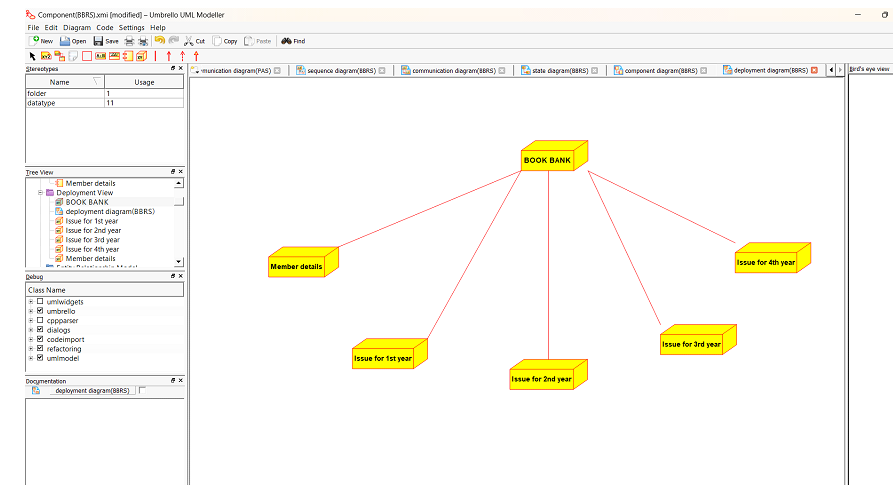 Component(BBRS).xmi [modified] – Umbrello UML Modeller
File Edit Diagram Code Settings Help
New Open Save Cut Copy Paste Find
Stereotypes
Name Usage
folder 1
datatype 11
Tree View
Member details
Deployment View
BOOK BANK
deployment diagram(BBRS)
Issue for 1st year
Issue for 2nd year
Issue for 3rd year
Issue for 4th year
Member details
Debug
Class Name
umlwidgets
umbrello
cppparser
dialogs
codeimport
refactoring
umlmodel
Documentation
deployment diagram(BBRS)
munication diagram(PAS) sequence diagram(BBRS) communication diagram(BBRS) state diagram(BBRS) component diagram(BBRS) deployment diagram(BBRS)
Bird's eye view
BOOK BANK
Member details
Issue for 4th year
Issue for 3rd year
Issue for 1st year
Issue for 2nd year